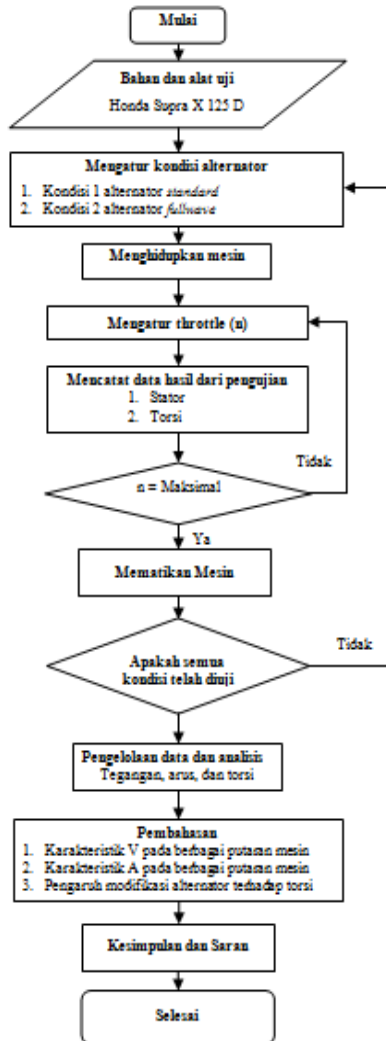 Mulai
Bahan dan alat uji
Honda Supra X 125 D
Mengatur kondisi alternator
1. Kondisi 1 alternator standard
2. Kondisi 2 alternator fullwave
Menghidupkan mesin
Mengatur throttle (n)
Mencatat data hasil dari pengujian
1. Stator
2. Torsi
Tidak
n = Maksimal
Ya
Mematikan Mesin
Tidak
Apakah semua
kondisi telah diuji
Pengelolaan data dan analisis
Tegangan, arus, dan torsi
Pembahasan
1. Karakteristik V pada berbagai putaran mesin
2. Karakteristik A pada berbagai putaran mesin
3. Pengaruh modifikasi alternator terhadap torsi
Kesimpulan dan Saran
Selesai